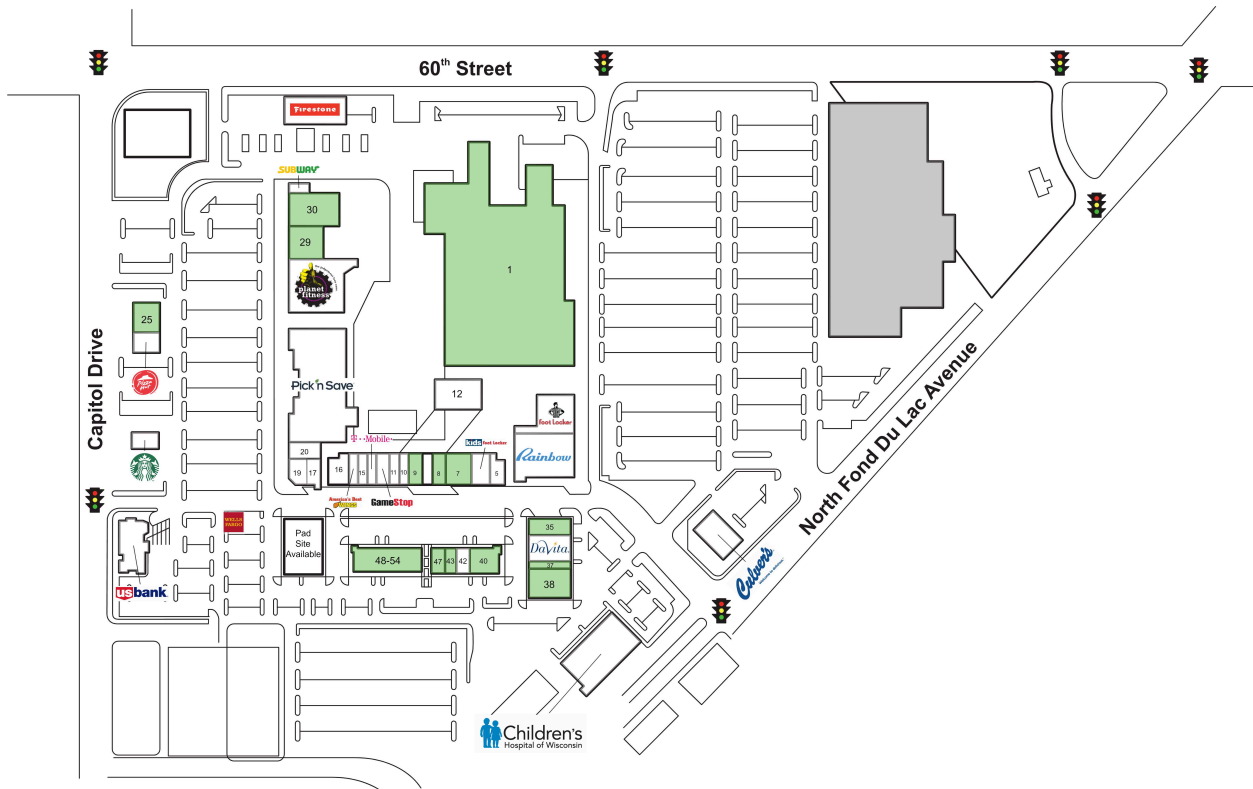 60th Street
Firestone
SUBWAY
30
29
planet
fitness
1
25
Pizza
Hut
Capitol Drive
Pick 'n Save
12
Foot Locker
T··Mobile·
kids foot locker
Rainbow
20
19
17
16
15
11
10
9
8
7
5
America's Best
GameStop
North Fond Du Lac Avenue
WELLS
FARGO
Pad
Site
Available
35
DaVita.
37
38
48-54
47
43
42
40
usbank
Culver's
Children's
Hospital of Wisconsin